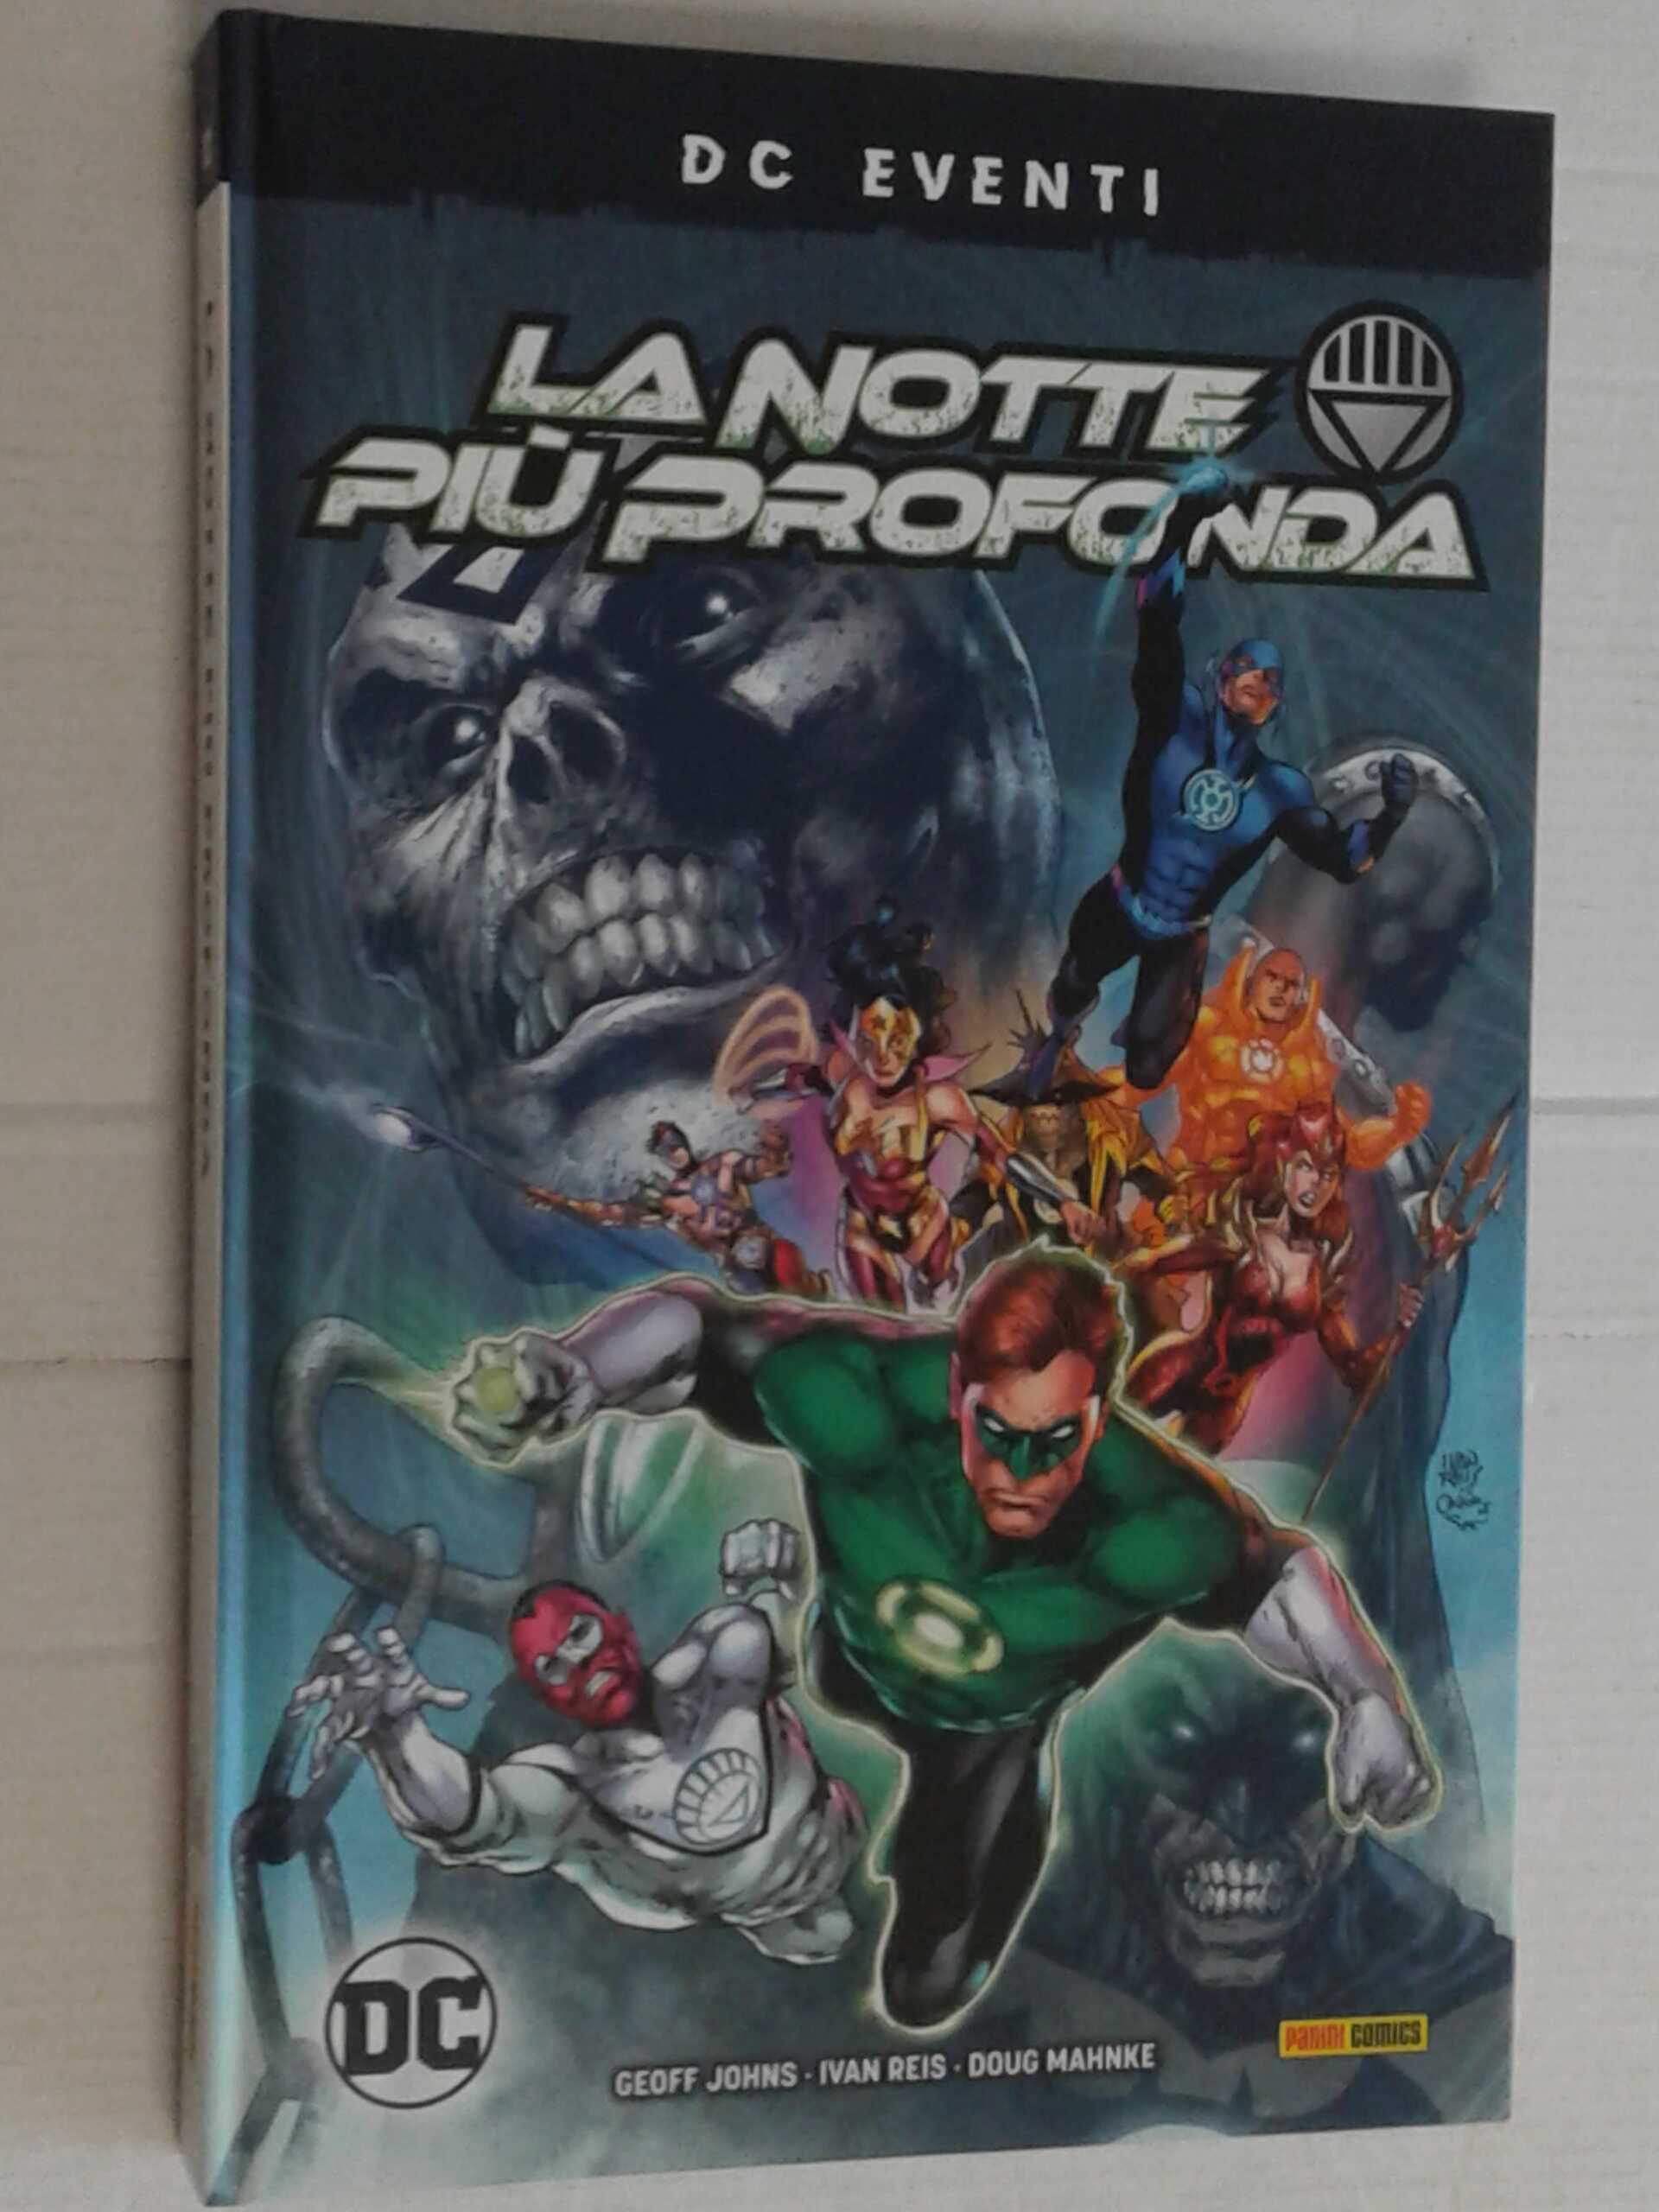 DC EVENTI
LA NOTTE
PIÙ PROFONDA
DC
GEOFF JOHNS · IVAN REIS · DOUG MAHNKE
PANINI COMICS